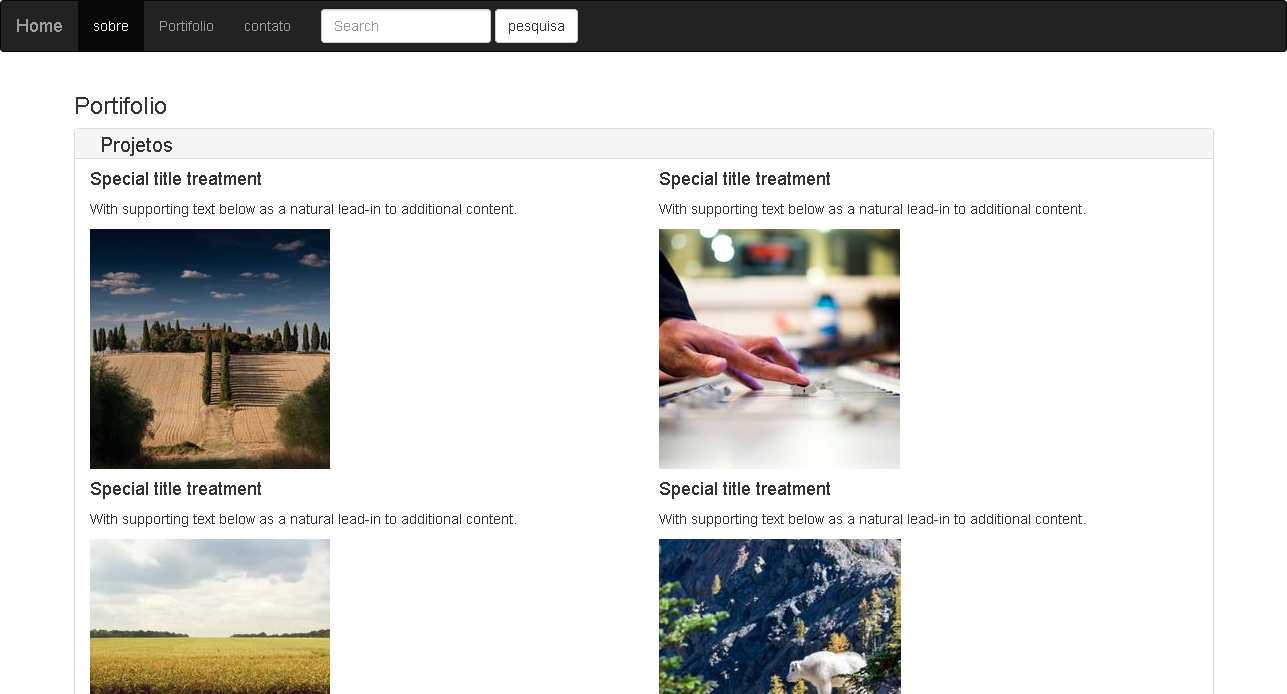 Home sobre Portifolio contato Search pesquisa
Portifolio
Projetos
Special title treatment
With supporting text below as a natural lead-in to additional content.
Special title treatment
With supporting text below as a natural lead-in to additional content.
Special title treatment
With supporting text below as a natural lead-in to additional content.
Special title treatment
With supporting text below as a natural lead-in to additional content.